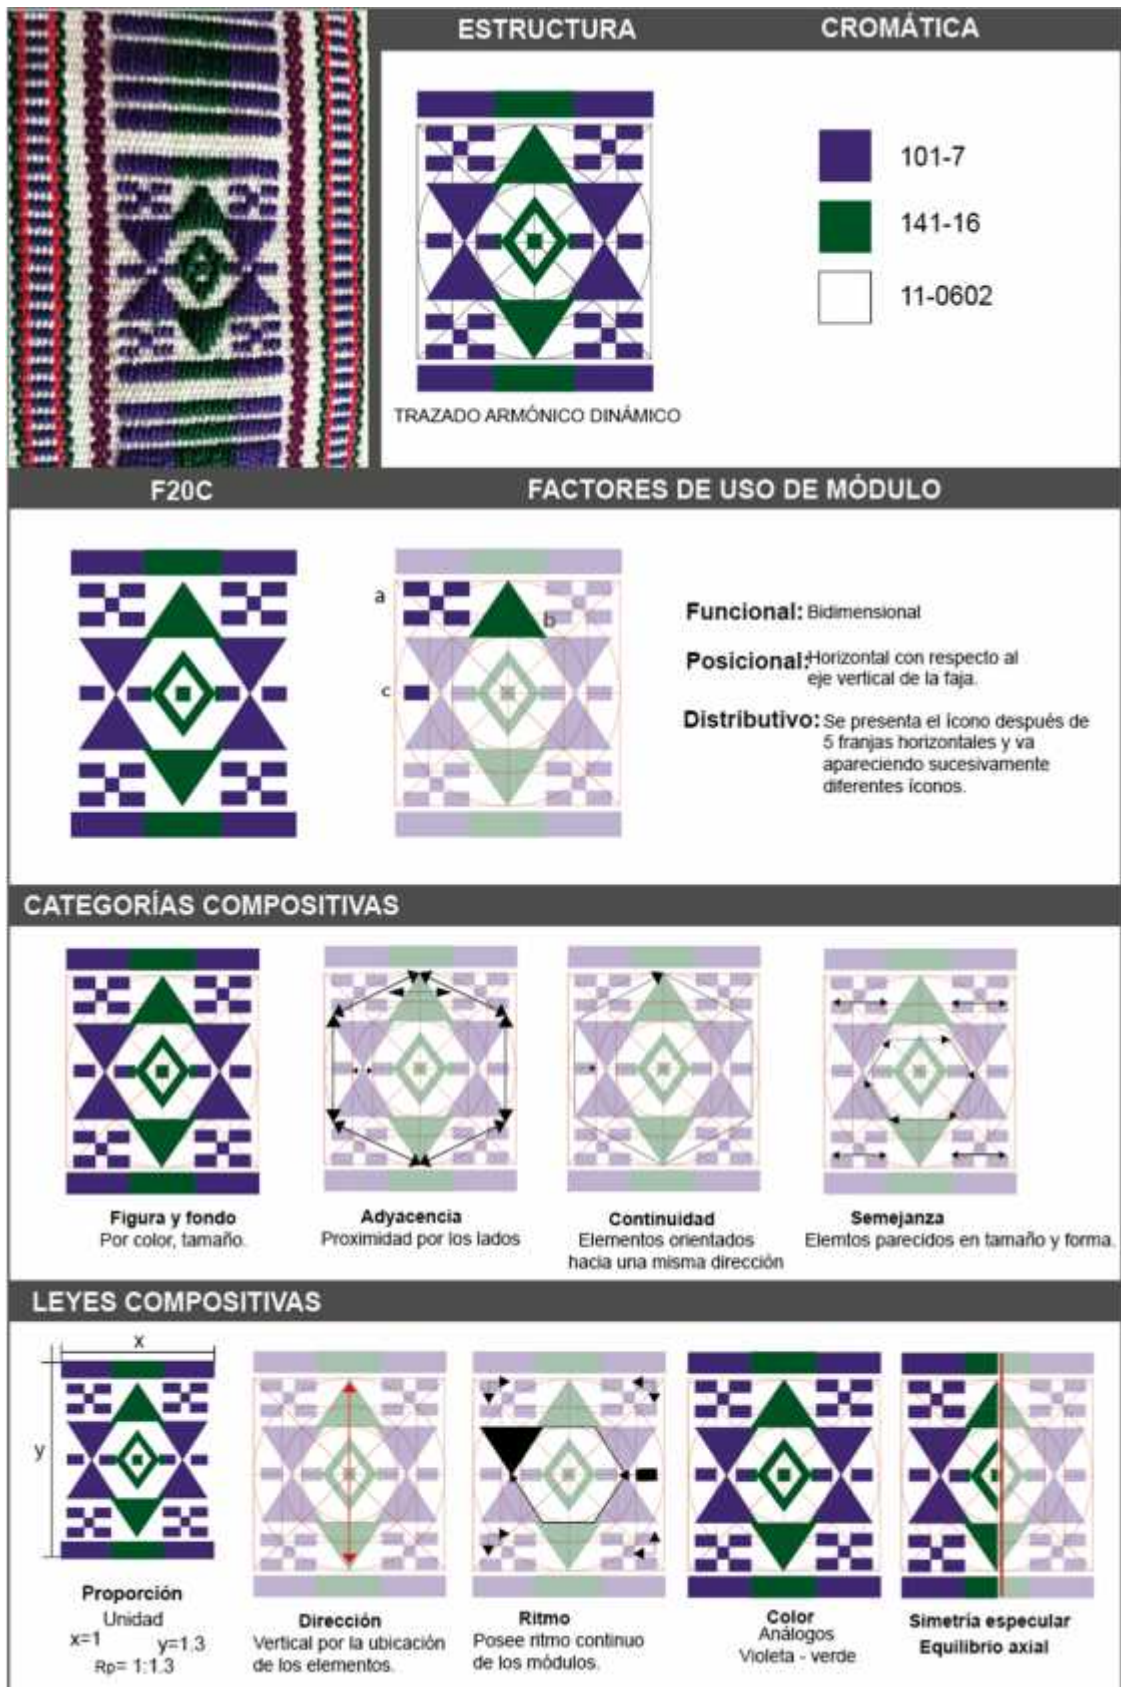 ESTRUCTURA
CROMÁTICA
101-7
141-16
11-0602
TRAZADO ARMÓNICO DINÁMICO
F20C
FACTORES DE USO DE MÓDULO
a
b
c
Funcional: Bidimensional
Posicional: Horizontal con respecto al
eje vertical de la faja.
Distributivo: Se presenta el ícono después de
5 franjas horizontales y va
apareciendo sucesivamente
diferentes íconos.
CATEGORÍAS COMPOSITIVAS
Figura y fondo
Por color, tamaño.
Adyacencia
Proximidad por los lados
Continuidad
Elementos orientados
hacia una misma dirección
Semejanza
Elemtos parecidos en tamaño y forma.
LEYES COMPOSITIVAS
x
y
Proporción
Unidad
x=1 y=1.3
Rp= 1:1.3
Dirección
Vertical por la ubicación
de los elementos.
Ritmo
Posee ritmo continuo
de los módulos.
Color
Análogos
Violeta - verde
Simetría especular
Equilibrio axial